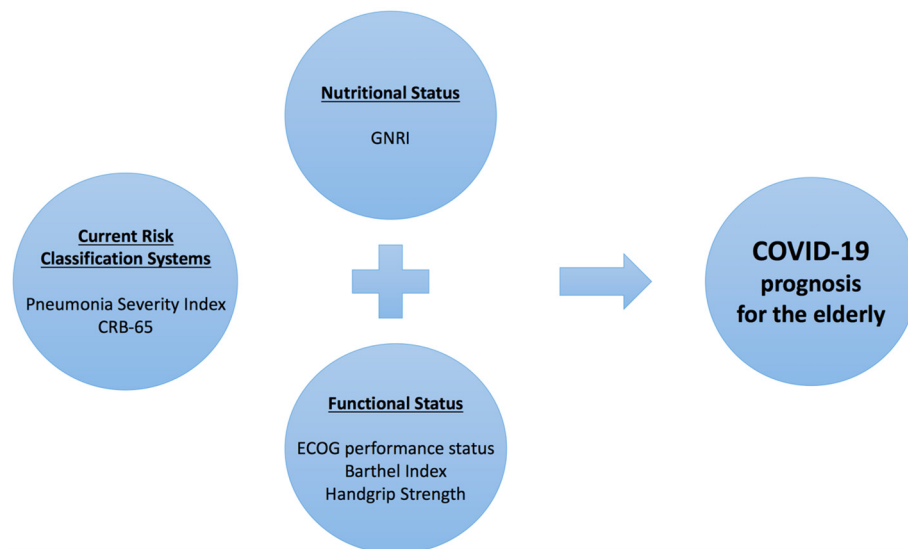 Nutritional Status
GNRI
Current Risk
Classification Systems
Pneumonia Severity Index
CRB-65
Functional Status
ECOG performance status
Barthel Index
Handgrip Strength
COVID-19
prognosis
for the elderly